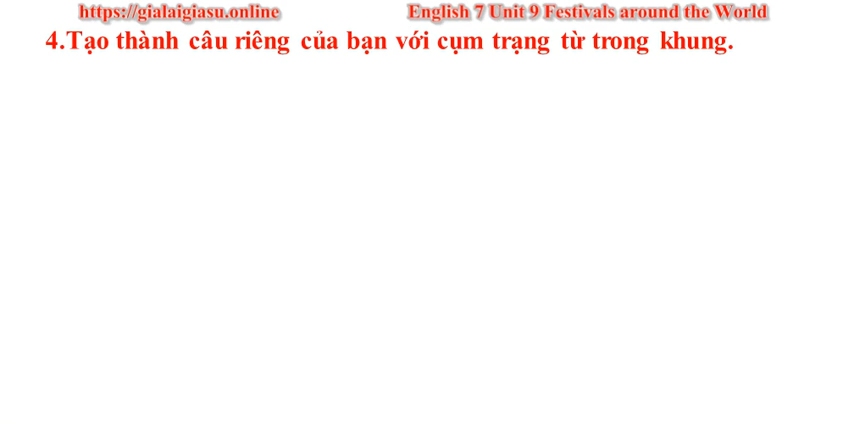 https://gialaigiasu.online English 7 Unit 9 Festivals around the World
4.Tạo thành câu riêng của bạn với cụm trạng từ trong khung.